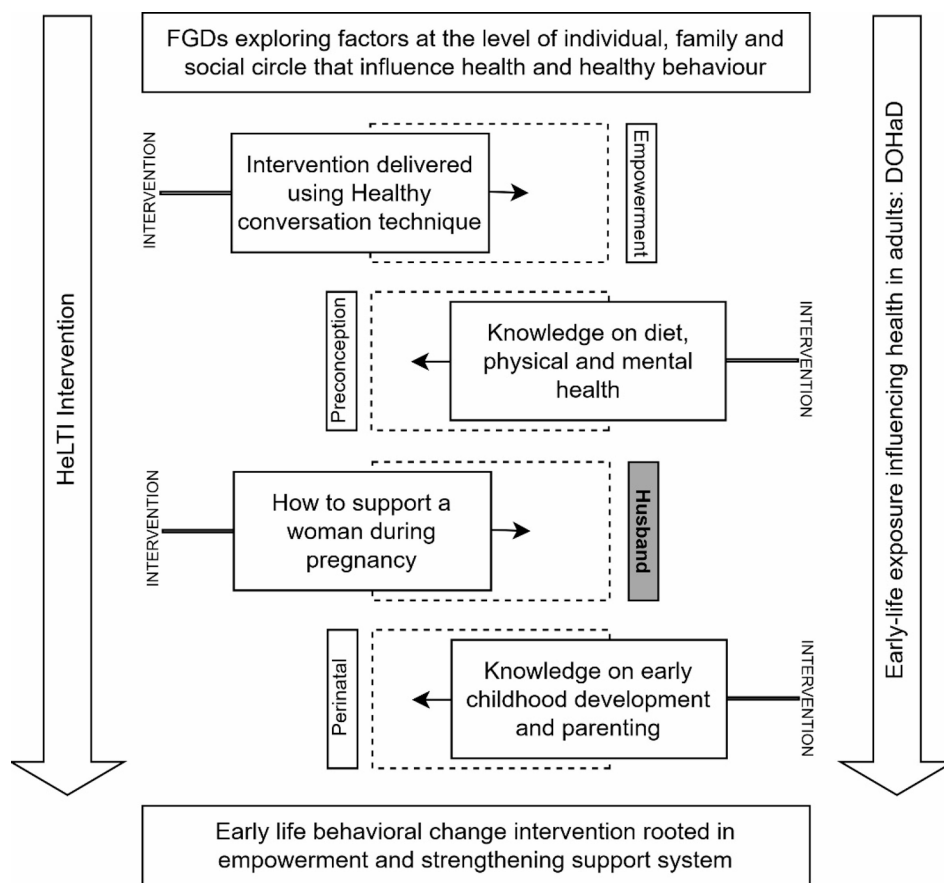 FGDs exploring factors at the level of individual, family and
social circle that influence health and healthy behaviour
HeLTI Intervention
Early-life exposure influencing health in adults: DOHaD
INTERVENTION
Intervention delivered
using Healthy
conversation technique
Empowerment
Preconception
Knowledge on diet,
physical and mental
health
INTERVENTION
INTERVENTION
How to support a
woman during
pregnancy
Husband
Perinatal
Knowledge on early
childhood development
and parenting
INTERVENTION
Early life behavioral change intervention rooted in
empowerment and strengthening support system